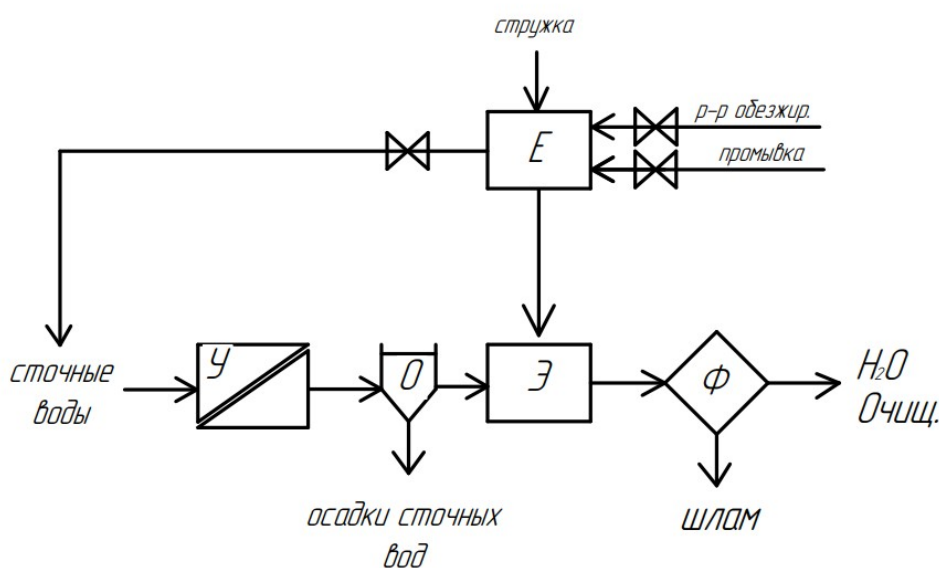 стружка
р-р обезжир.
Е
промывка
У
О
Э
Ф
сточные
воды
H₂O
Очищ.
осадки сточных
вод
шлам